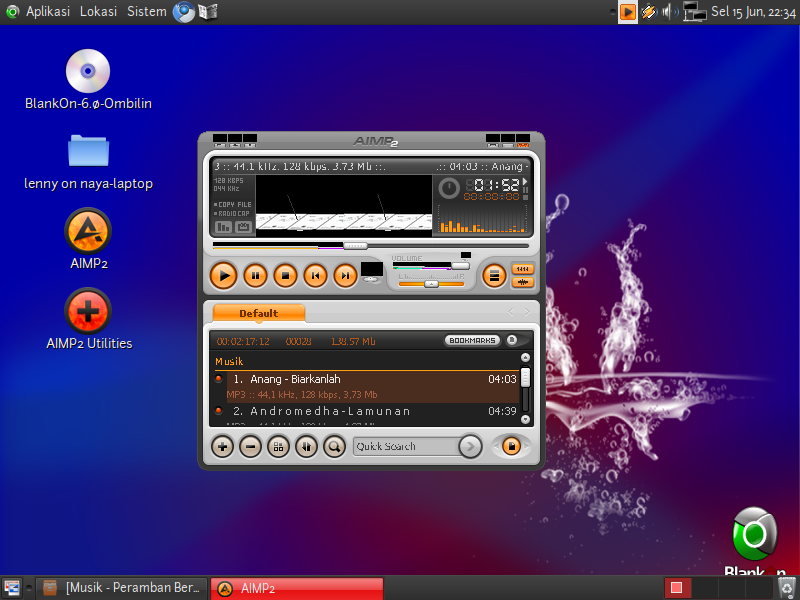 Aplikasi Lokasi Sistem
Sel 15 Jun, 22:34
BlankOn-6.ø-Ombilin
lenny on naya-laptop
AIMP2
AIMP2 Utilities
AIMP2
3 :: 44,1 kHz, 128 kbps, 3,73 Mb ::.
.:: 04:03 :: Anang -
128 KBPS
044 KHZ
COPY FILE
RADIO CAP
01:52
00:00:00
VOLUME
Default
00:02:17:12 00028 138,57 Mb
BOOKMARKS
Musik
1. Anang - Biarkanlah 04:03
MP3 :: 44,1 kHz, 128 kbps, 3,73 Mb
2. Andromedha-Lamunan 04:39
Quick Search
BlankOn
[Musik - Peramban Ber...
AIMP2